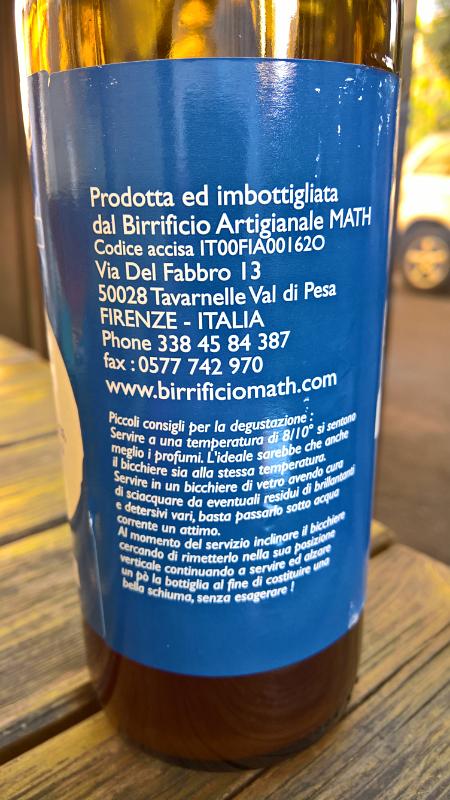 Prodotta ed imbottigliata
dal Birrificio Artigianale MATH
Codice accisa IT00FIA00162O
Via Del Fabbro 13
50028 Tavarnelle Val di Pesa
FIRENZE - ITALIA
Phone 338 45 84 387
fax : 0577 742 970
www.birrificiomath.com
Piccoli consigli per la degustazione :
Servire a una temperatura di 8/10° si sentono
meglio i profumi. L'ideale sarebbe che anche
il bicchiere sia alla stessa temperatura.
Servire in un bicchiere di vetro avendo cura
di sciacquare da eventuali residui di brillantanti
e detersivi vari, basta passarlo sotto acqua
corrente un attimo.
Al momento del servizio inclinare il bicchiere
cercando di rimetterlo nella sua posizione
verticale continuando a servire ed alzare
un pò la bottiglia al fine di costituire una
bella schiuma, senza esagerare !